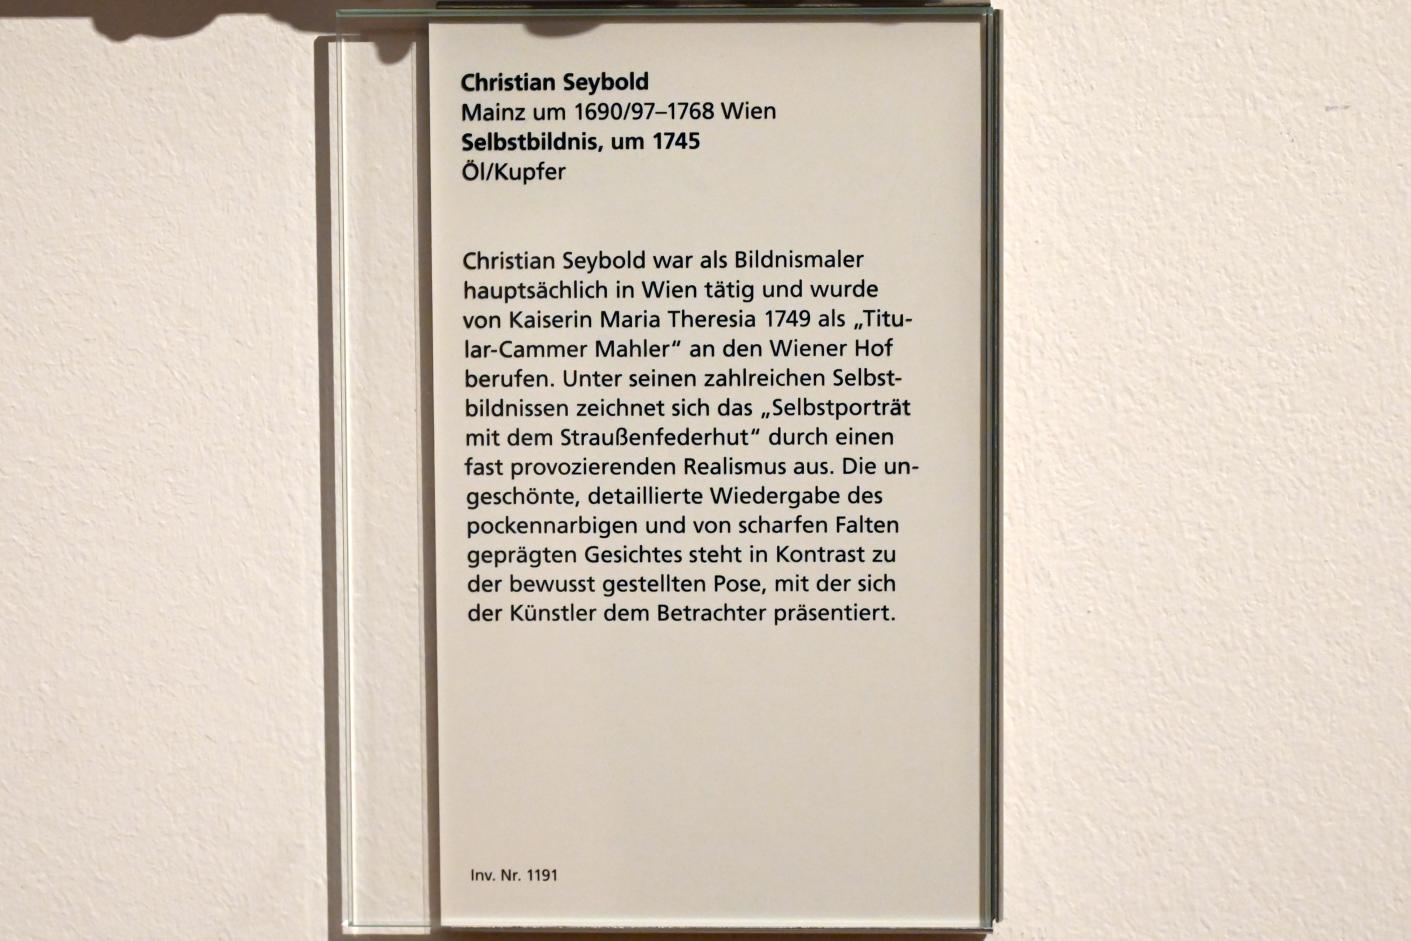 Christian Seybold
Mainz um 1690/97–1768 Wien
Selbstbildnis, um 1745
Öl/Kupfer
Christian Seybold war als Bildnismaler
hauptsächlich in Wien tätig und wurde
von Kaiserin Maria Theresia 1749 als „Titu-
lar-Cammer Mahler“ an den Wiener Hof
berufen. Unter seinen zahlreichen Selbst-
bildnissen zeichnet sich das „Selbstporträt
mit dem Straußenfederhut“ durch einen
fast provozierenden Realismus aus. Die un-
geschönte, detaillierte Wiedergabe des
pockennarbigen und von scharfen Falten
geprägten Gesichtes steht in Kontrast zu
der bewusst gestellten Pose, mit der sich
der Künstler dem Betrachter präsentiert.
Inv. Nr. 1191